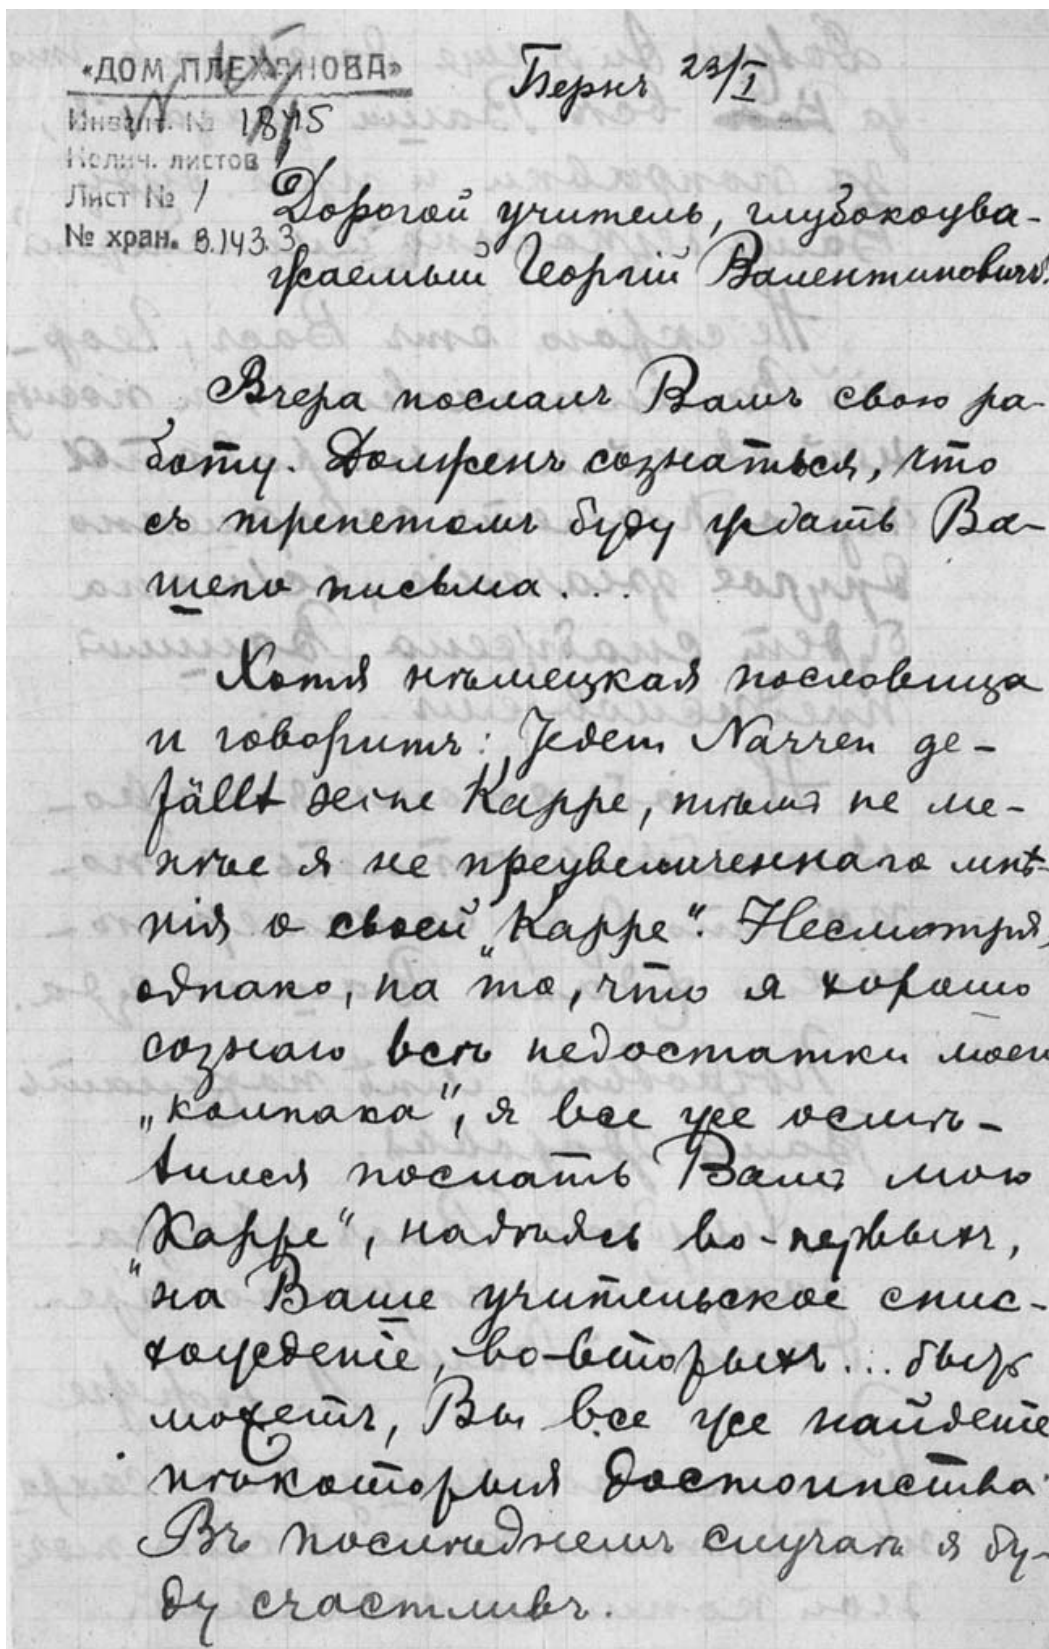 «ДОМ ПЛЕХАНОВА»
Бернъ 23/I
Инвент. № 1845
Колич. листов 1
Лист № 1
№ хран. В.143.3
Дорогой учитель, глубокоува-
жаемый Георгій Валентиновичъ!
Вчера послалъ Вамъ свою ра-
боту. Долженъ сознаться, что
съ трепетомъ буду ждать Ва-
шего письма...
Хотя нѣмецкая пословица
и говоритъ: „Jedem Narren ge-
fällt seine Kappe, тѣмъ не ме-
нѣе я не преувеличеннаго мнѣ-
нія о своей „Kappe“. Несмотря,
однако, на то, что я хорошо
сознаю всѣ недостатки моего
„колпака“, я все же осмѣ-
лился послать Вамъ мою
„Kappe“, надѣясь во-первыхъ,
на Ваше учительское снис-
хожденіе, во-вторыхъ... быть
можетъ, Вы все же найдете
нѣкоторыя достоинства
Въ послѣднемъ случаѣ я бу-
ду счастливъ.